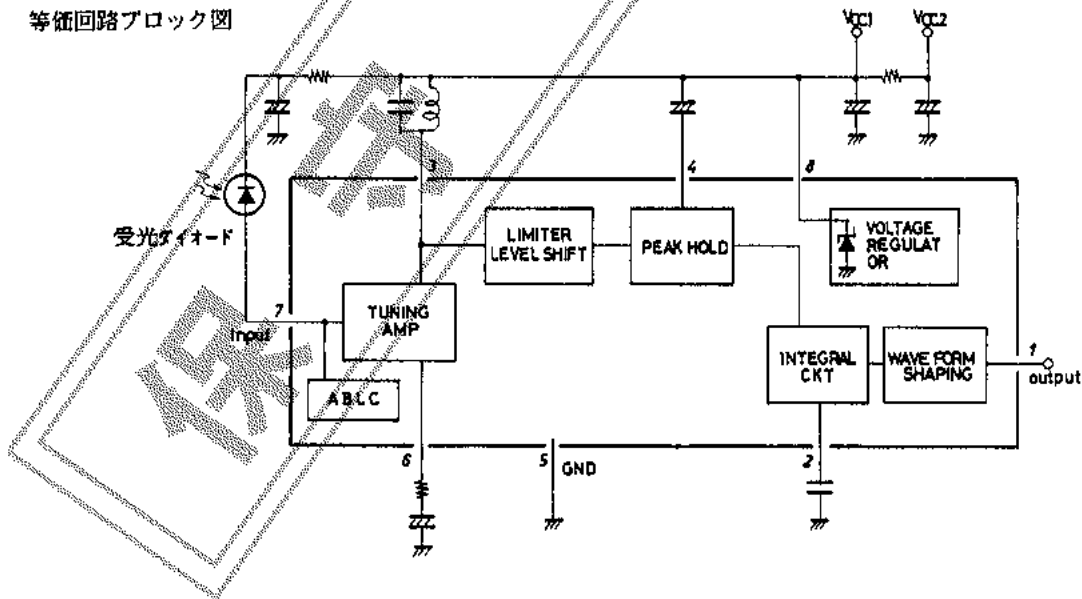 等価回路ブロック図
VCC1
VCC2
3
4
8
受光ダイオード
LIMITER
LEVEL SHIFT
PEAK HOLD
VOLTAGE
REGULAT
OR
7
Input
TUNING
AMP
ABLC
INTEGRAL
CKT
WAVE FORM
SHAPING
1
output
6
5
GND
2